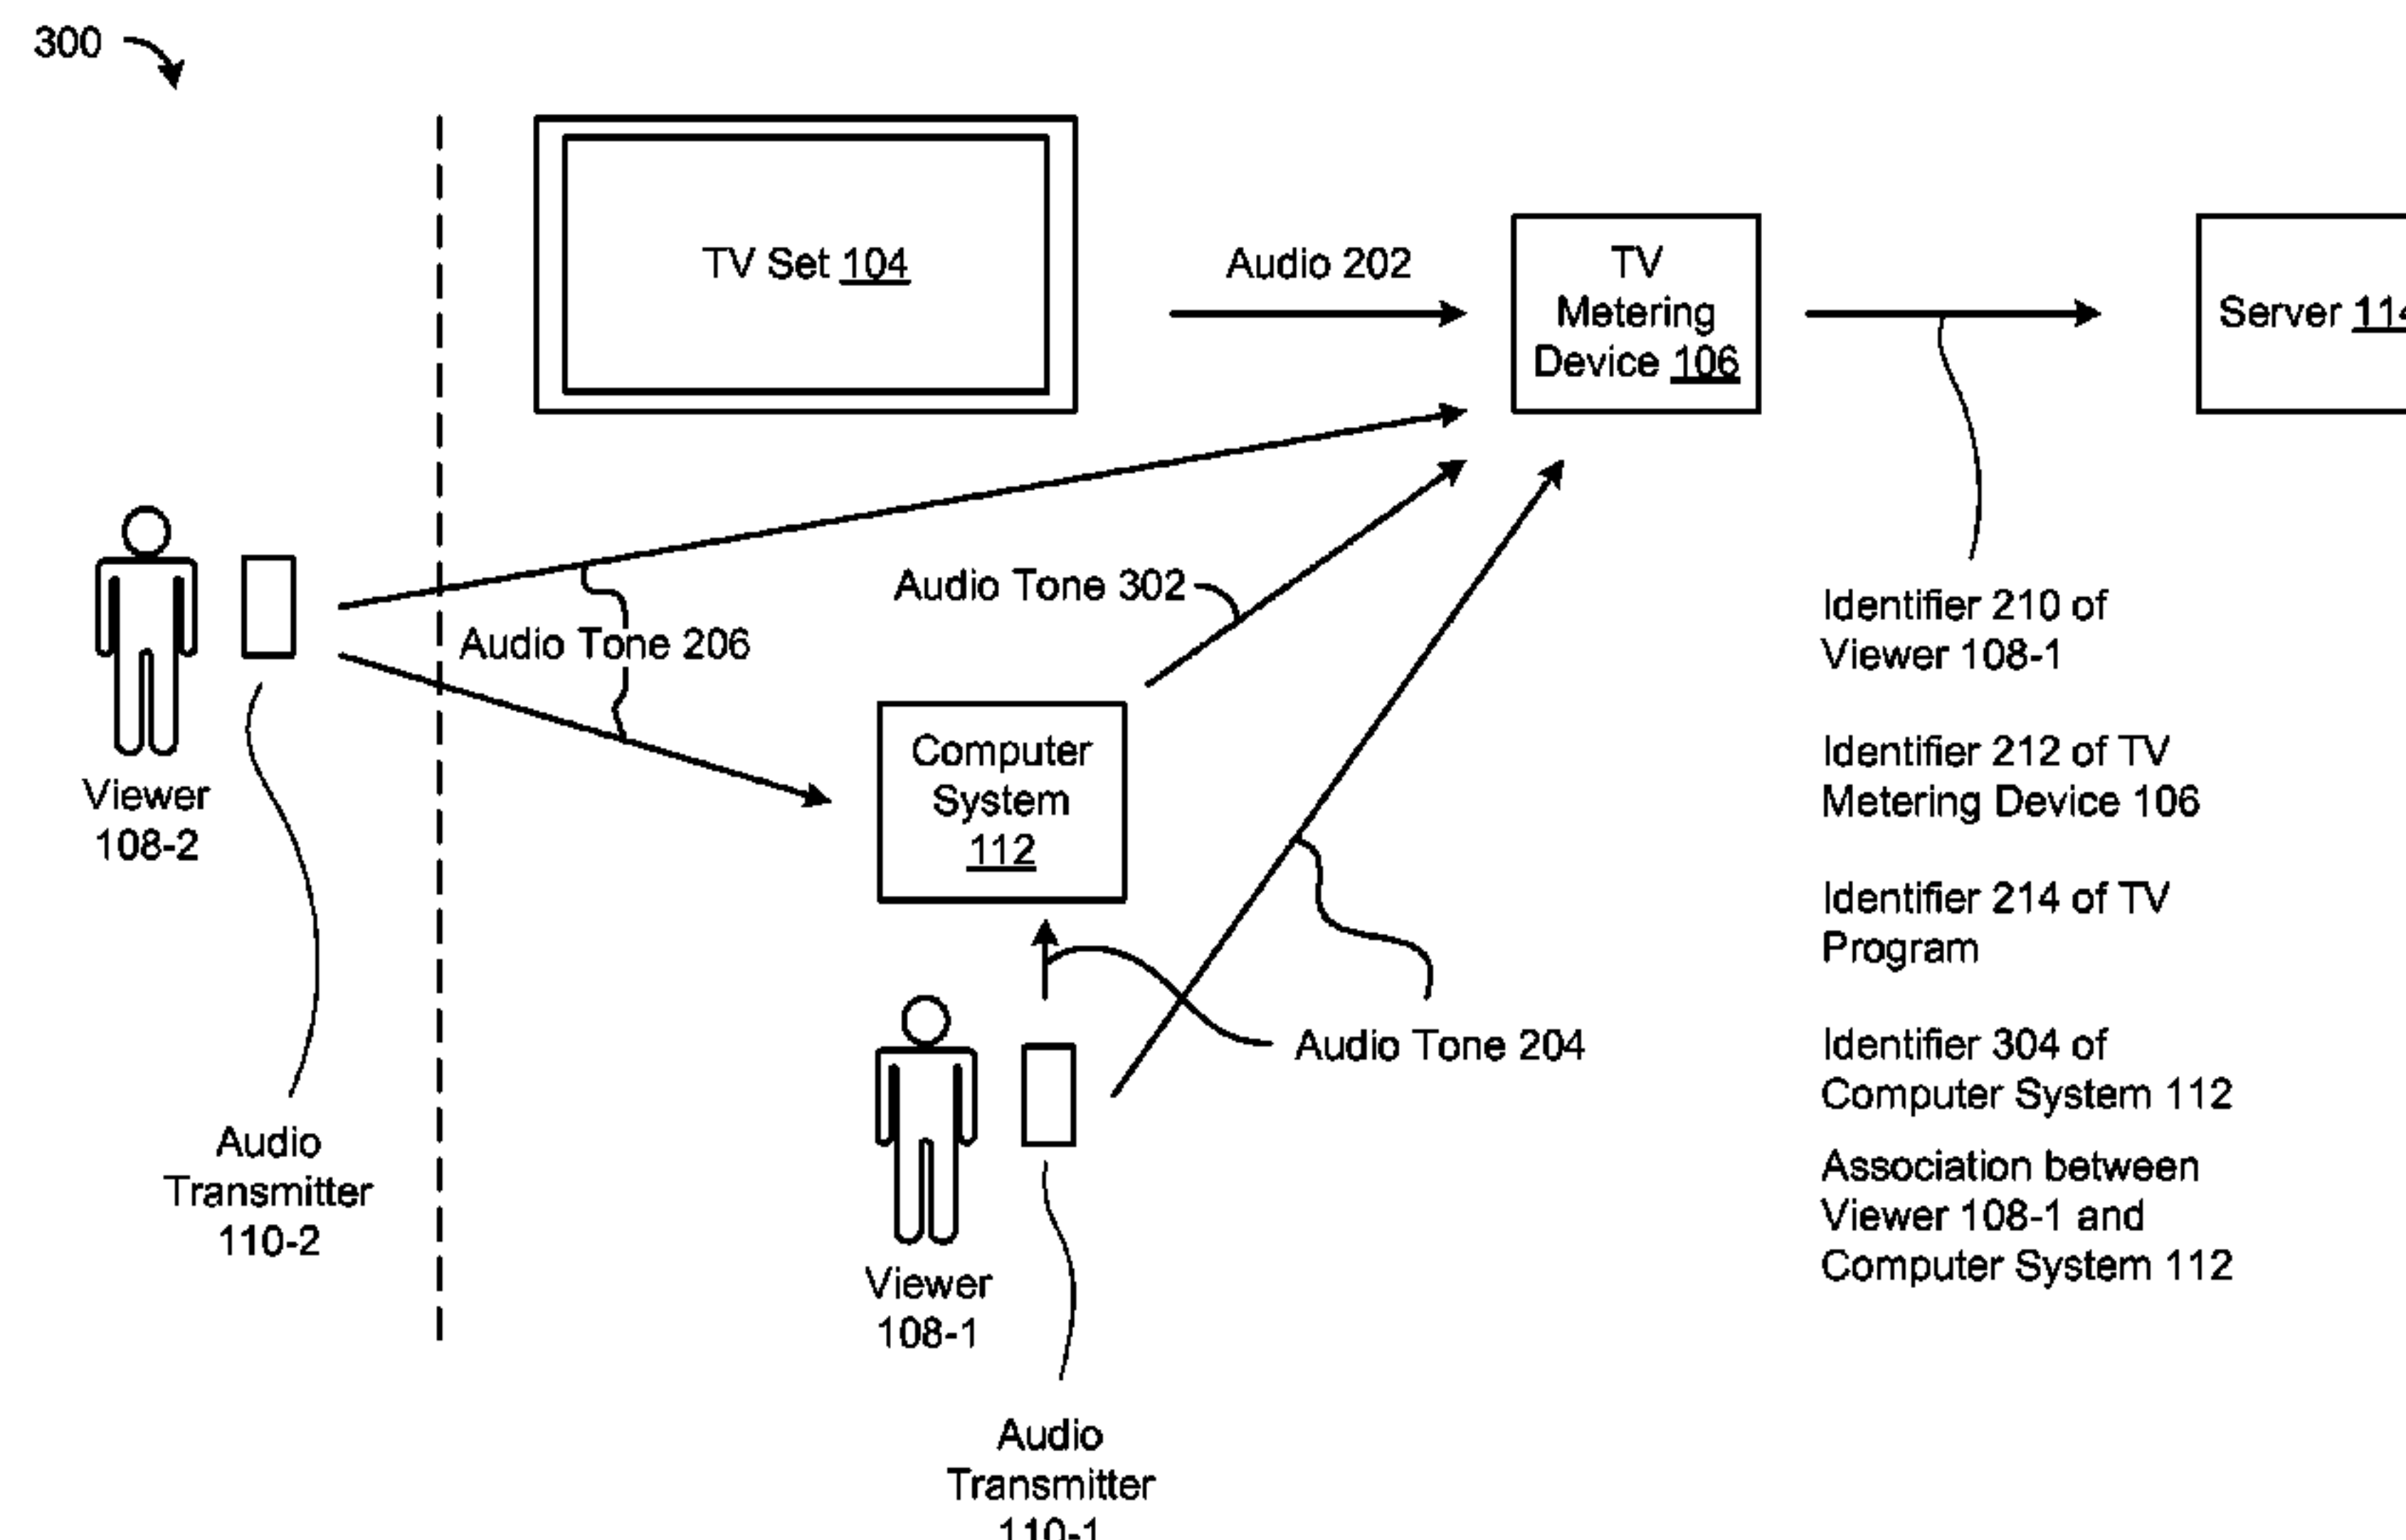 300
TV Set 104
Audio 202
TV
Metering
Device 106
Server 114
Audio Tone 302
Audio Tone 206
Identifier 210 of
Viewer 108-1
Computer
System
112
Identifier 212 of TV
Metering Device 106
Viewer
108-2
Identifier 214 of TV
Program
Audio Tone 204
Identifier 304 of
Computer System 112
Audio
Transmitter
110-2
Association between
Viewer 108-1 and
Computer System 112
Viewer
108-1
Audio
Transmitter
110-1